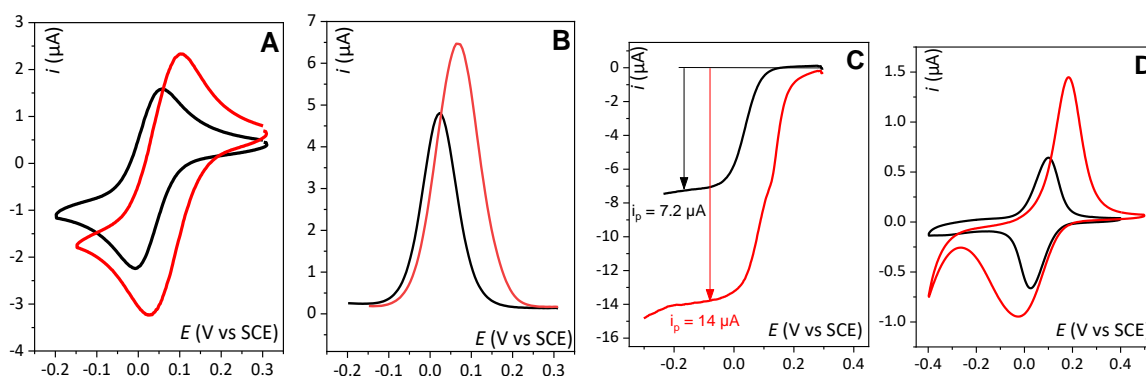 A
i (µA)
3
2
1
0
-1
-2
-3
-4
E (V vs SCE)
-0.2 -0.1 0.0 0.1 0.2 0.3
B
i (µA)
8
7
6
5
4
3
2
1
0
E (V vs SCE)
-0.2 -0.1 0.0 0.1 0.2 0.3
C
i (µA)
0
-2
-4
-6
-8
-10
-12
-14
-16
ip = 7.2 µA
ip = 14 µA
E (V vs SCE)
-0.2 0.0 0.2 0.4
D
i (µA)
1.5
1.0
0.5
0.0
-0.5
-1.0
E (V vs SCE)
-0.4 -0.2 0.0 0.2 0.4